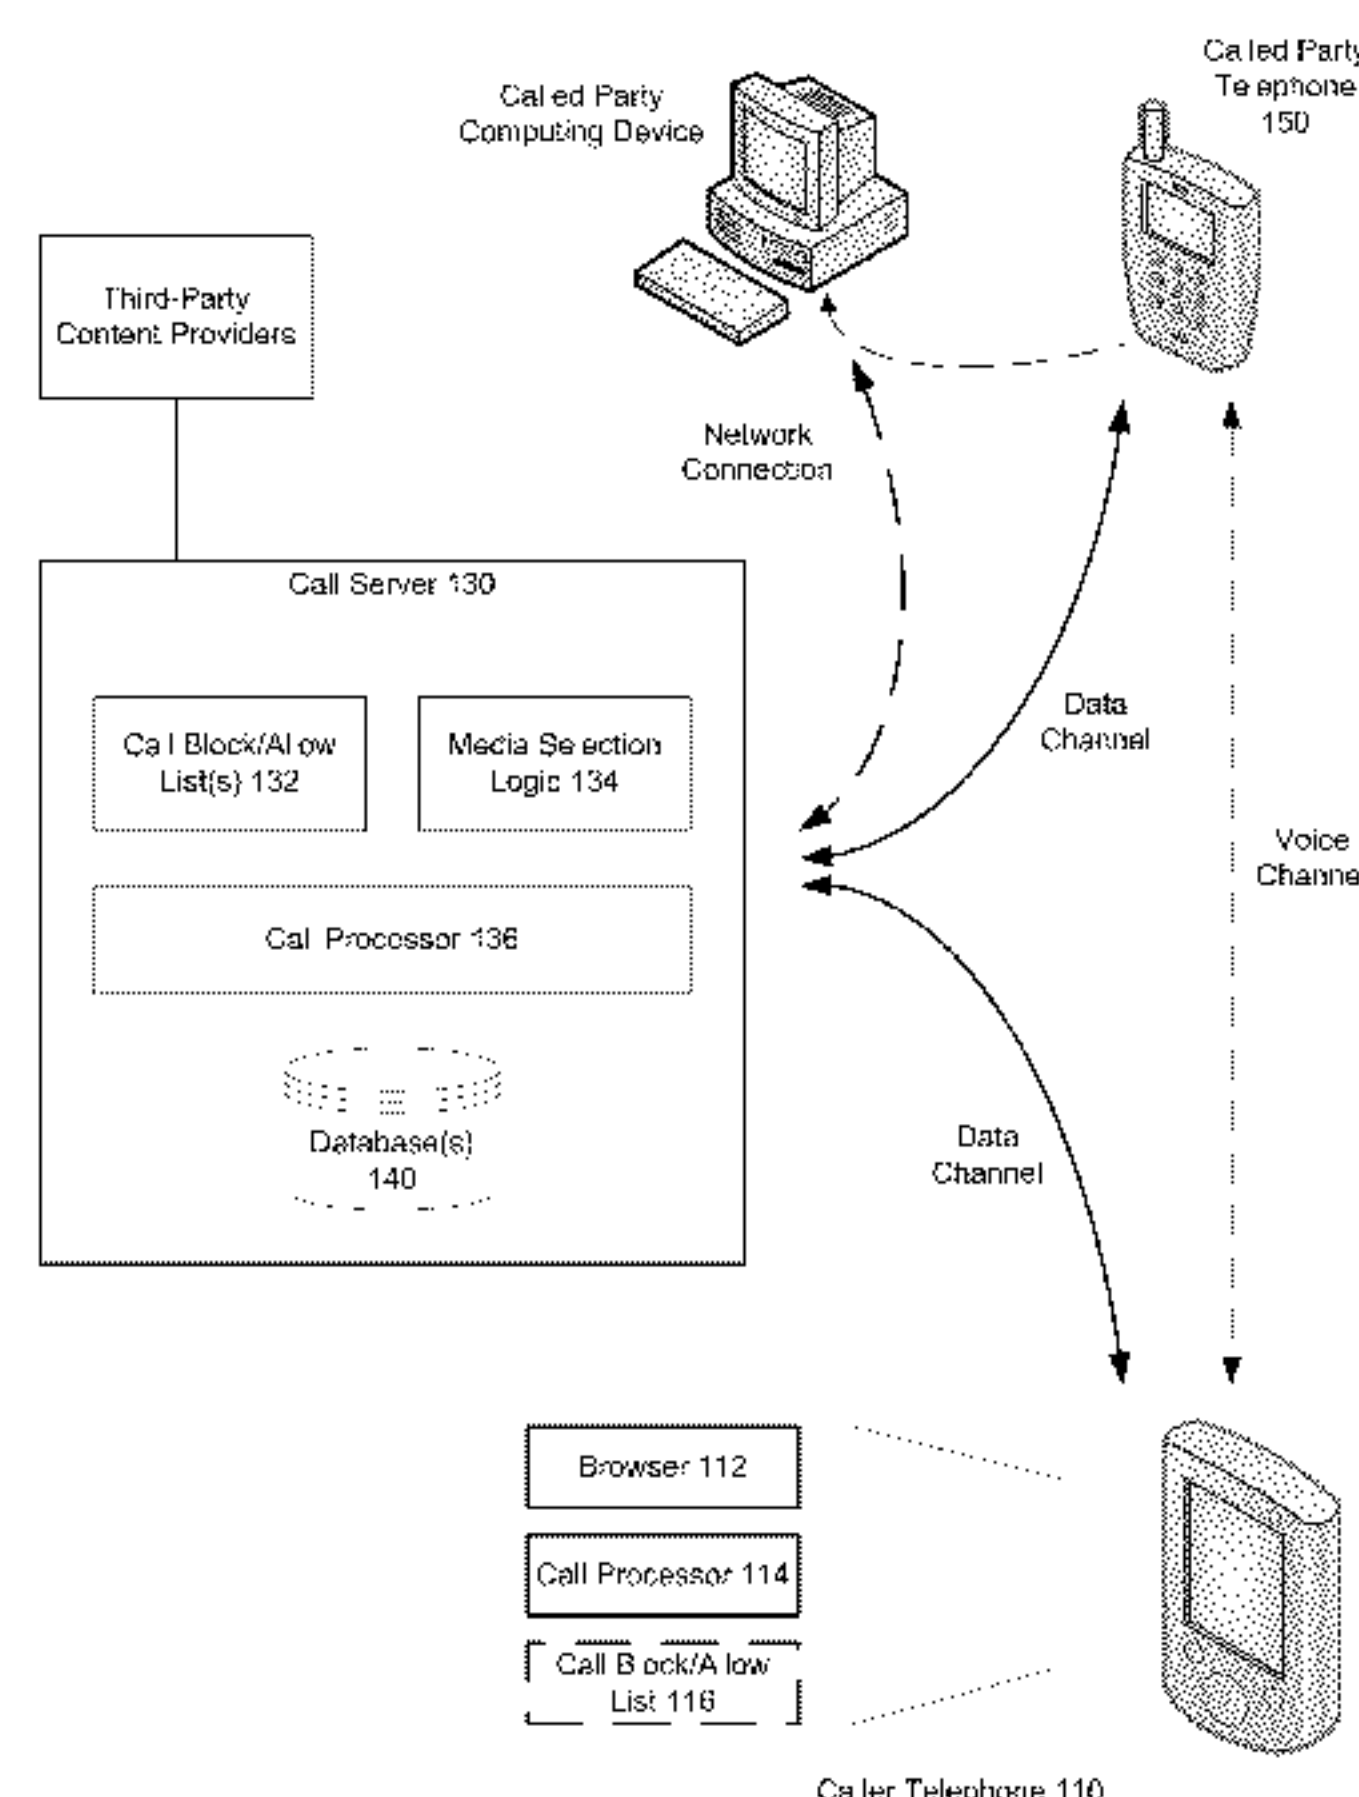 Called Party
Telephone
150
Called Party
Computing Device
Third-Party
Content Providers
Network
Connection
Call Server 130
Call Block/Allow
List(s) 132
Media Selection
Logic 134
Data
Channel
Voice
Channe
Call Processor 136
Database(s)
140
Data
Channel
Browser 112
Call Processor 114
Call Block/Allow
List 116
Caller Telephone 110